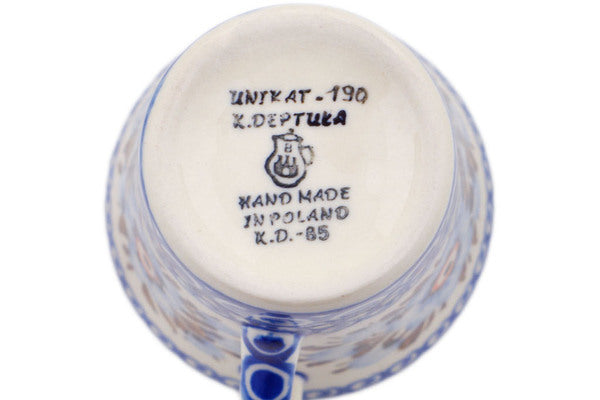 UNIKAT - 190
K.DEPTUŁA
B
HAND MADE
IN POLAND
K.D.-85